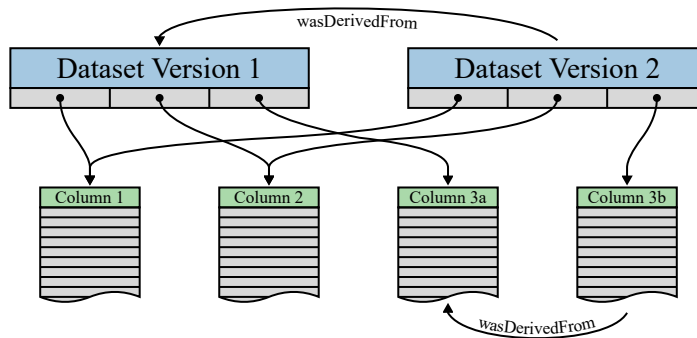 wasDerivedFrom
Dataset Version 1
Dataset Version 2
Column 1
Column 2
Column 3a
Column 3b
wasDerivedFrom